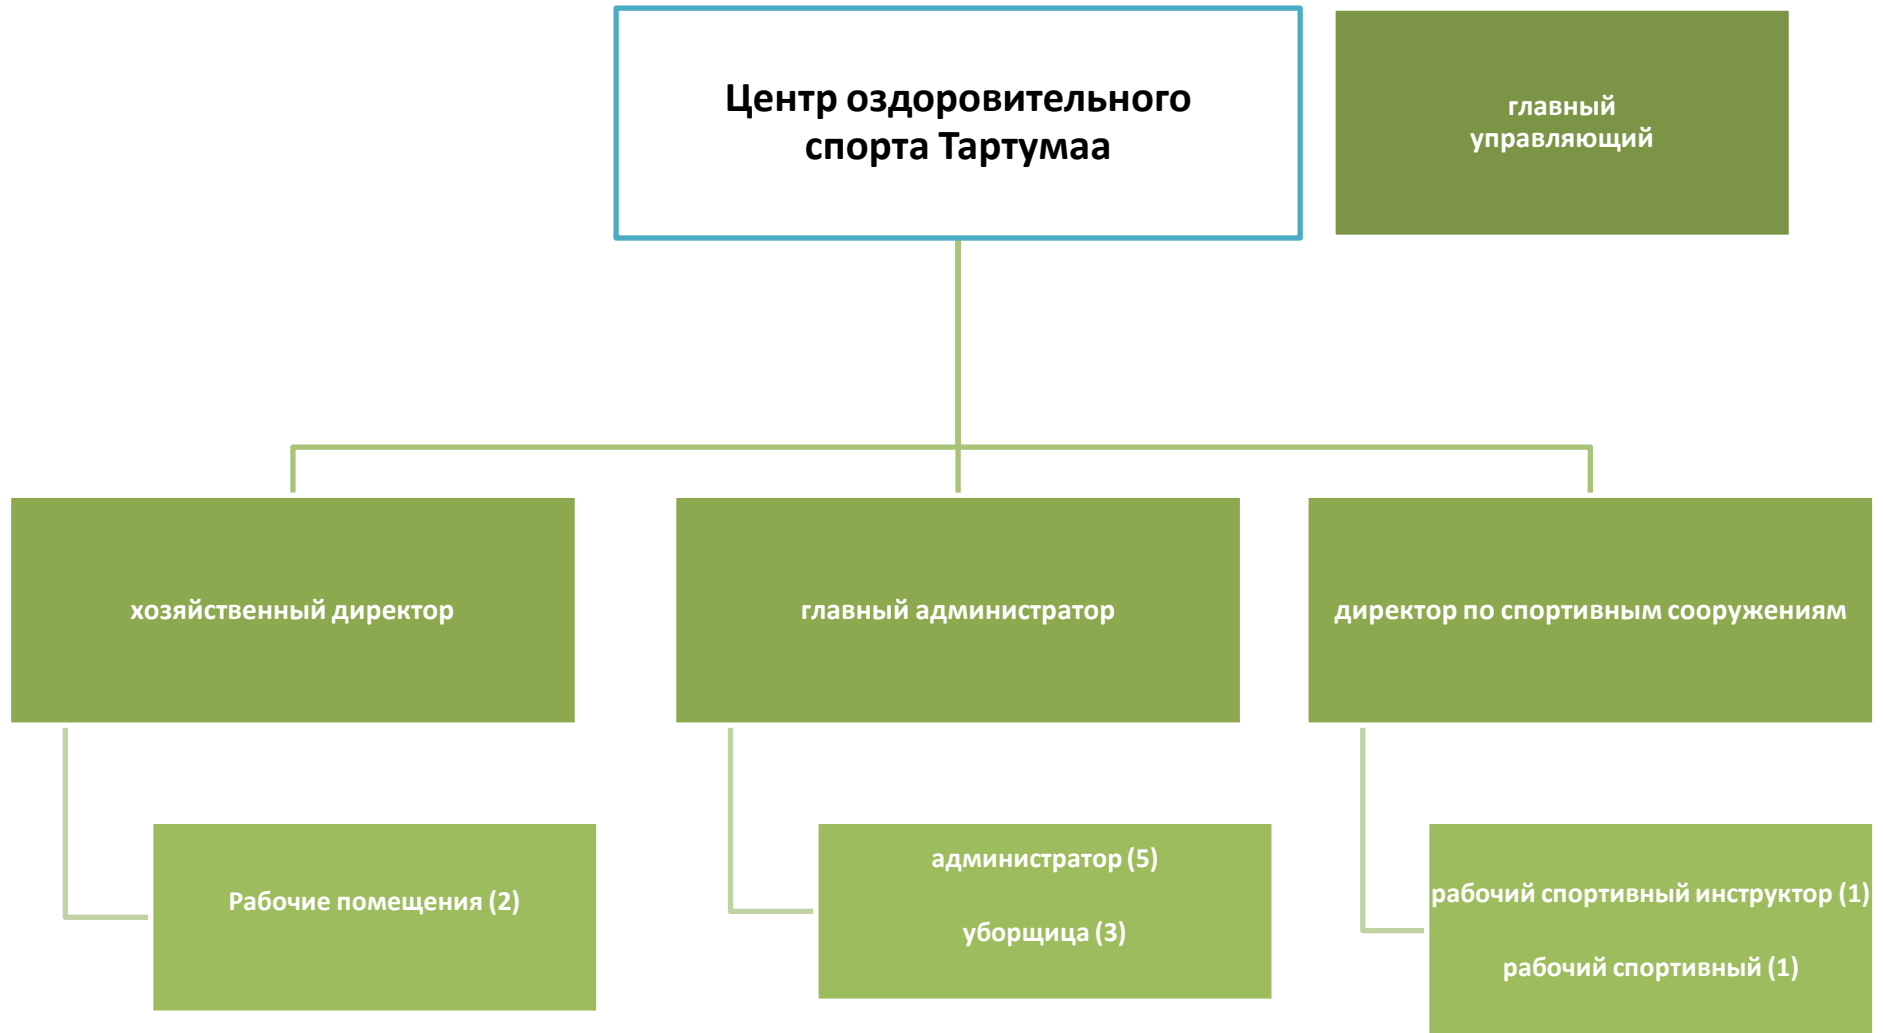 Центр оздоровительного
спорта Тартумаа
главный
управляющий
хозяйственный директор
главный администратор
директор по спортивным сооружениям
Рабочие помещения (2)
администратор (5)
уборщица (3)
рабочий спортивный инструктор (1)
рабочий спортивный (1)